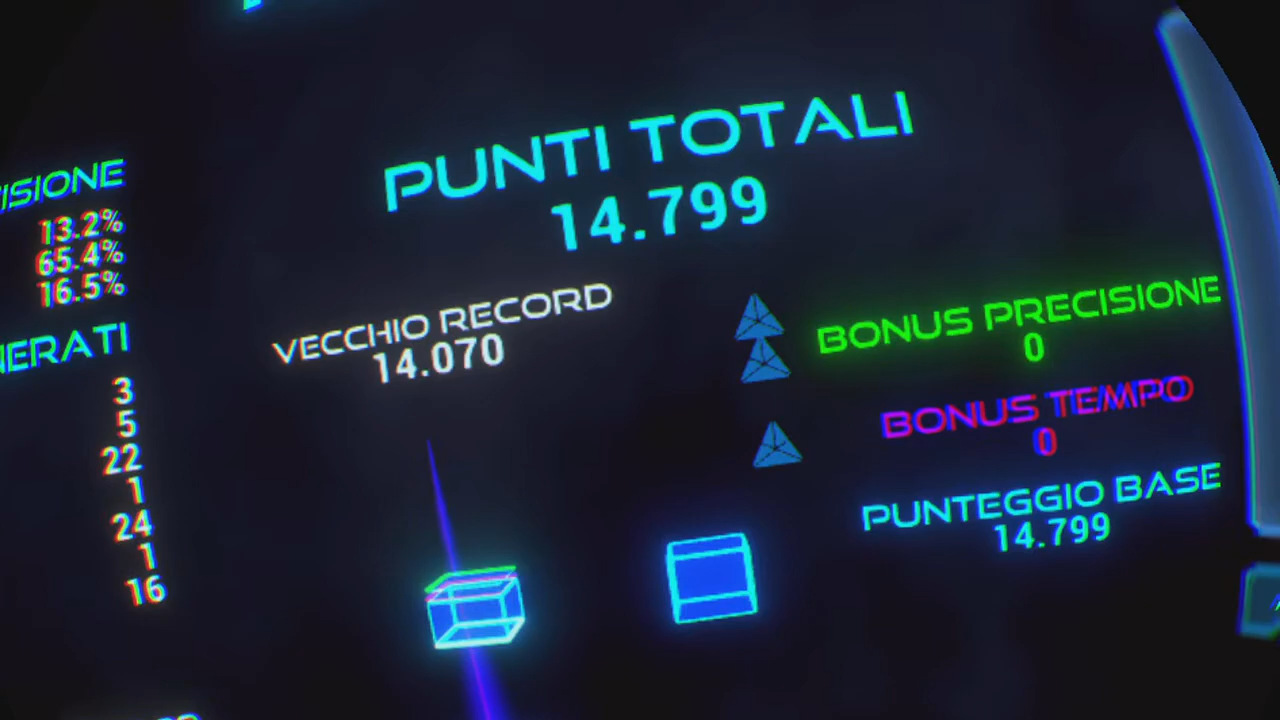 PUNTI TOTALI
14.799
VECCHIO RECORD
14.070
BONUS PRECISIONE
0
BONUS TEMPO
0
PUNTEGGIO BASE
14.799
ISIONE
13.2%
65.4%
16.5%
NERATI
3
5
22
1
24
1
16